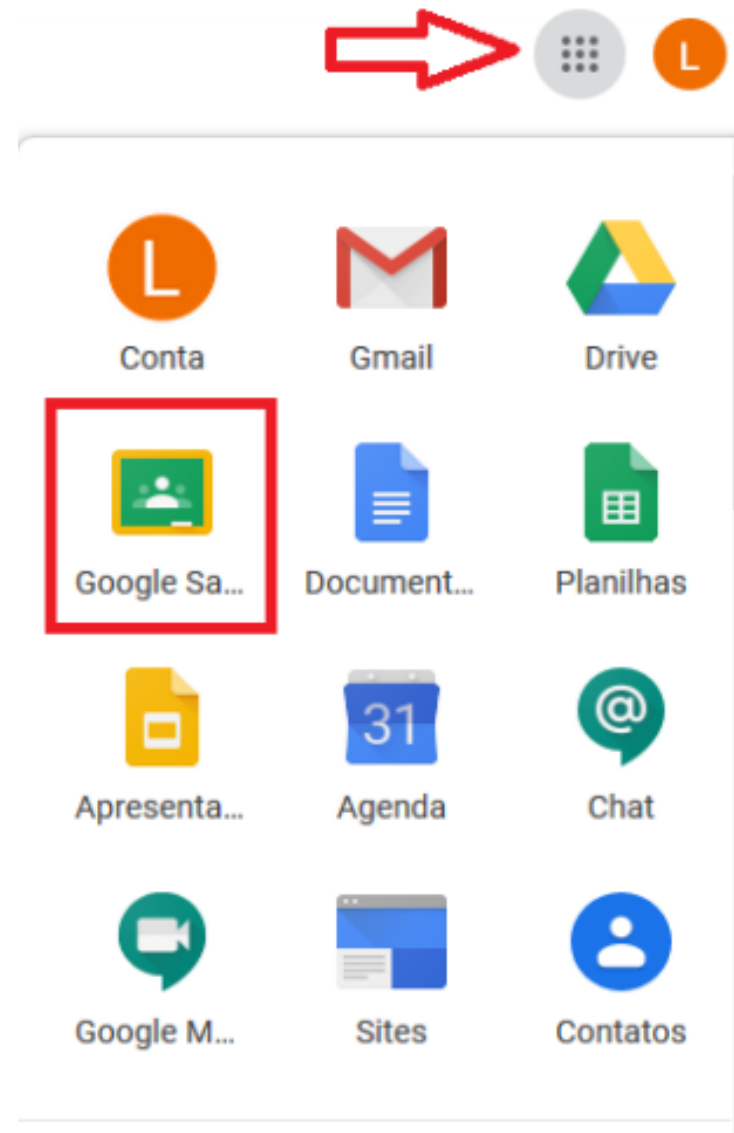 L
L
Conta Gmail Drive
Google Sa... Document... Planilhas
31 @
Apresenta... Agenda Chat
Google M... Sites Contatos